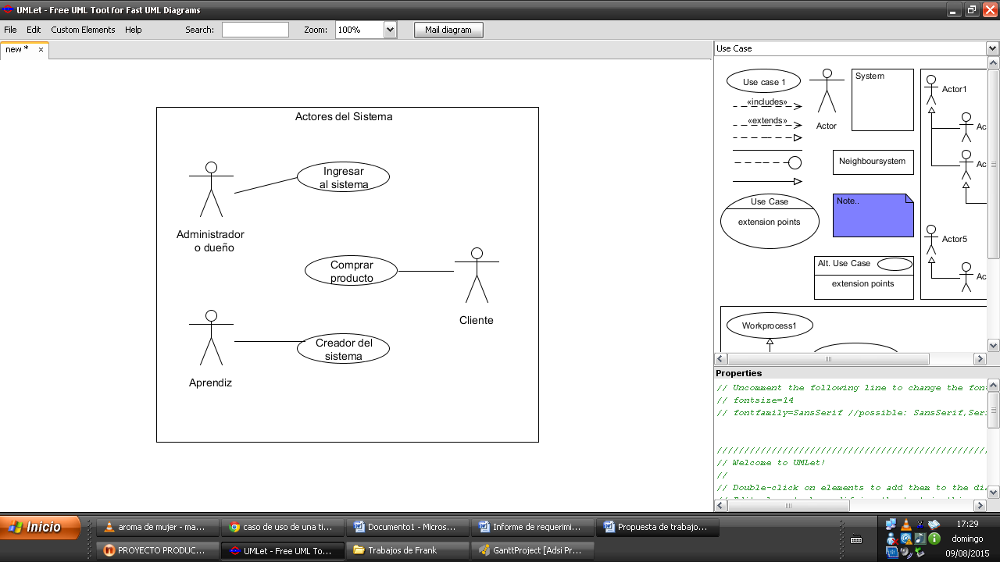 UMLet - Free UML Tool for Fast UML Diagrams
File Edit Custom Elements Help Search: Zoom: 100% Mail diagram
new *
Use Case
Actores del Sistema
Ingresar
al sistema
Administrador
o dueño
Comprar
producto
Cliente
Creador del
sistema
Aprendiz
Use case 1
«includes»
«extends»
Actor
System
Actor1
Ac
Ac
Neighboursystem
Use Case
extension points
Note..
Actor5
Ac
Alt. Use Case
extension points
Workprocess1
Properties
// Uncomment the following line to change the fon
// fontsize=14
// fontfamily=SansSerif //possible: SansSerif,Ser
// Welcome to UMLet!
//
// Double-click on elements to add them to the dia
Inicio
aroma de mujer - ma...
caso de uso de una ti...
Documento1 - Micros...
Informe de requerimi...
Propuesta de trabajo...
17:29
PROYECTO PRODUC...
UMLet - Free UML To...
Trabajos de Frank
GanttProject [Adsi Pr...
domingo
09/08/2015